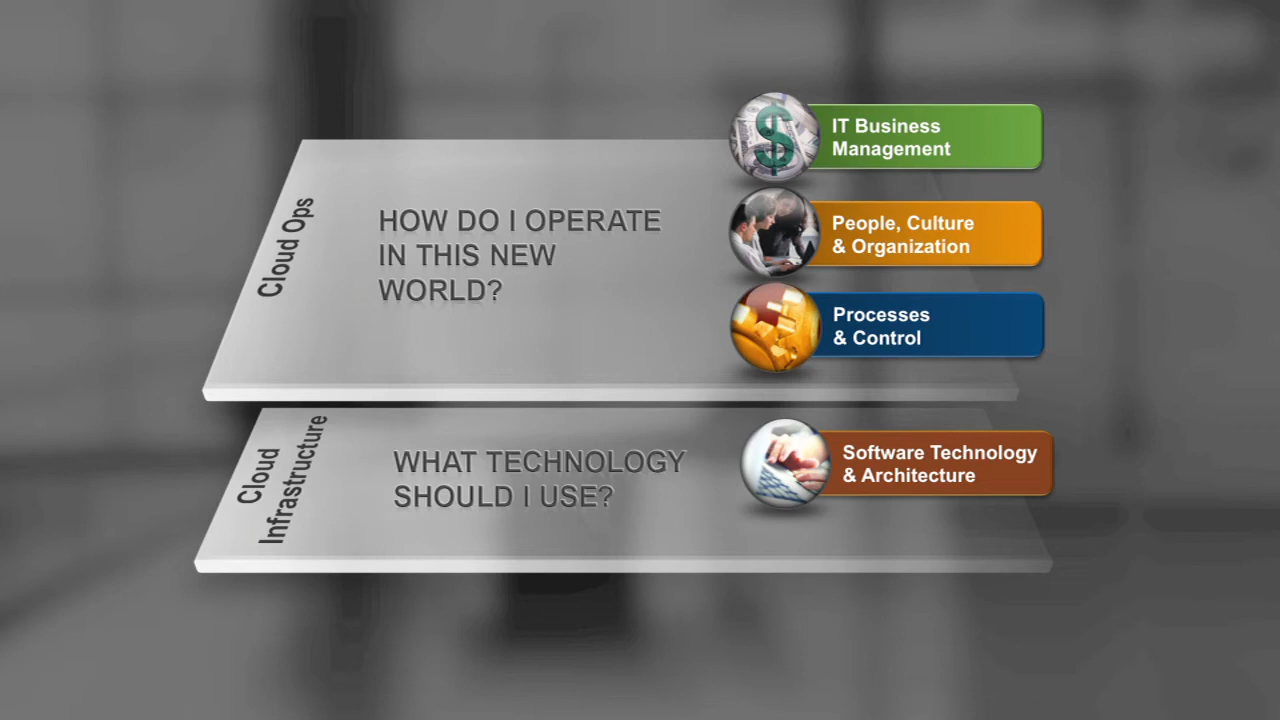 Cloud Ops
HOW DO I OPERATE
IN THIS NEW
WORLD?
IT Business
Management
People, Culture
& Organization
Processes
& Control
Cloud
Infrastructure
WHAT TECHNOLOGY
SHOULD I USE?
Software Technology
& Architecture